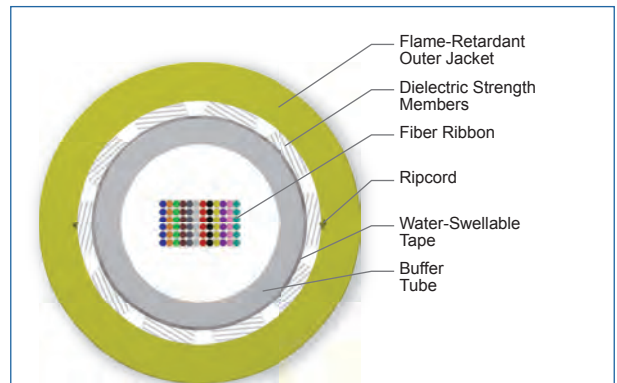 Flame-Retardant
Outer Jacket
Dielectric Strength
Members
Fiber Ribbon
Ripcord
Water-Swellable
Tape
Buffer
Tube